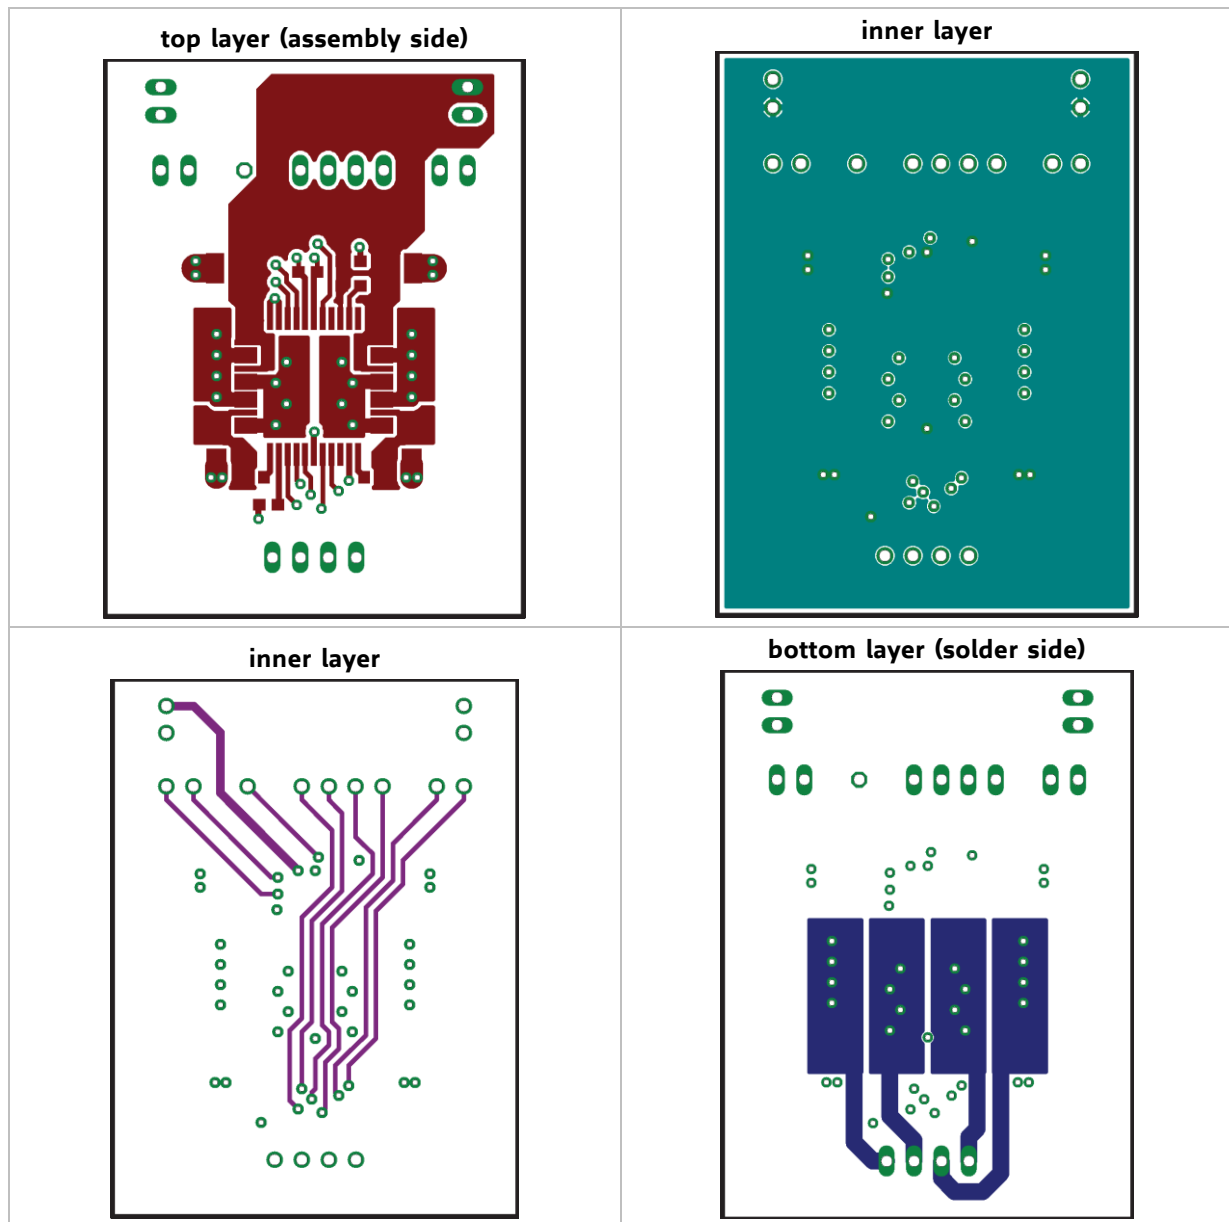 top layer (assembly side)
inner layer
inner layer
bottom layer (solder side)